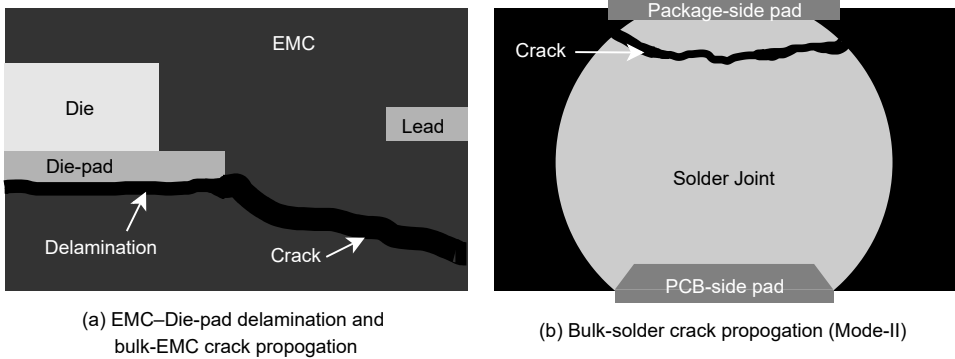 EMC
Die
Lead
Die-pad
Delamination
Crack
(a) EMC–Die-pad delamination and
bulk-EMC crack propogation
Package-side pad
Crack
Solder Joint
PCB-side pad
(b) Bulk-solder crack propogation (Mode-II)